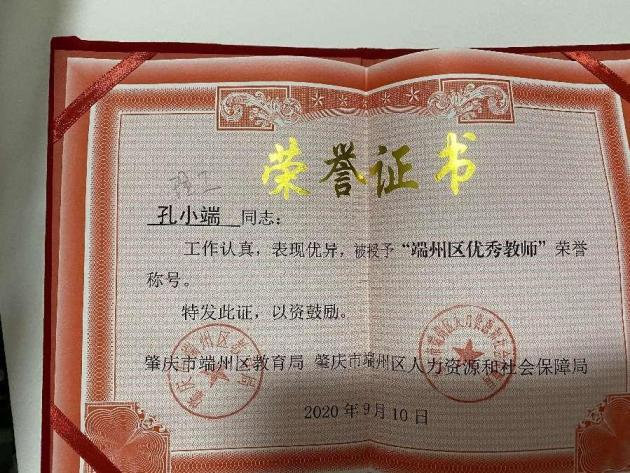 荣誉证书
孔小端 同志：
工作认真，表现优异，被授予“端州区优秀教师”荣誉
称号。
特发此证，以资鼓励。
肇庆市端州区教育局 肇庆市端州区人力资源和社会保障局
2020年9月10日